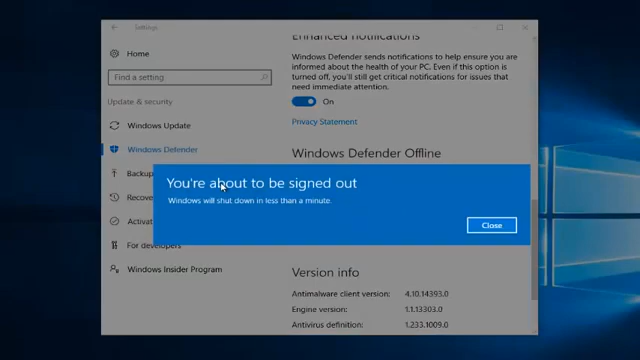 Settings
Home
Find a setting
Update & security
Windows Update
Windows Defender
Backup
Recove
Activat
For developers
Windows Insider Program
Enhanced notifications
Windows Defender sends notifications to help ensure you are
informed about the health of your PC. Even if this option is
turned off, you'll still get critical notifications for issues that
need immediate attention.
On
Privacy Statement
Windows Defender Offline
You're about to be signed out
Windows will shut down in less than a minute.
Close
Version info
Antimalware client version: 4.10.14393.0
Engine version: 1.1.13303.0
Antivirus definition: 1.233.1009.0